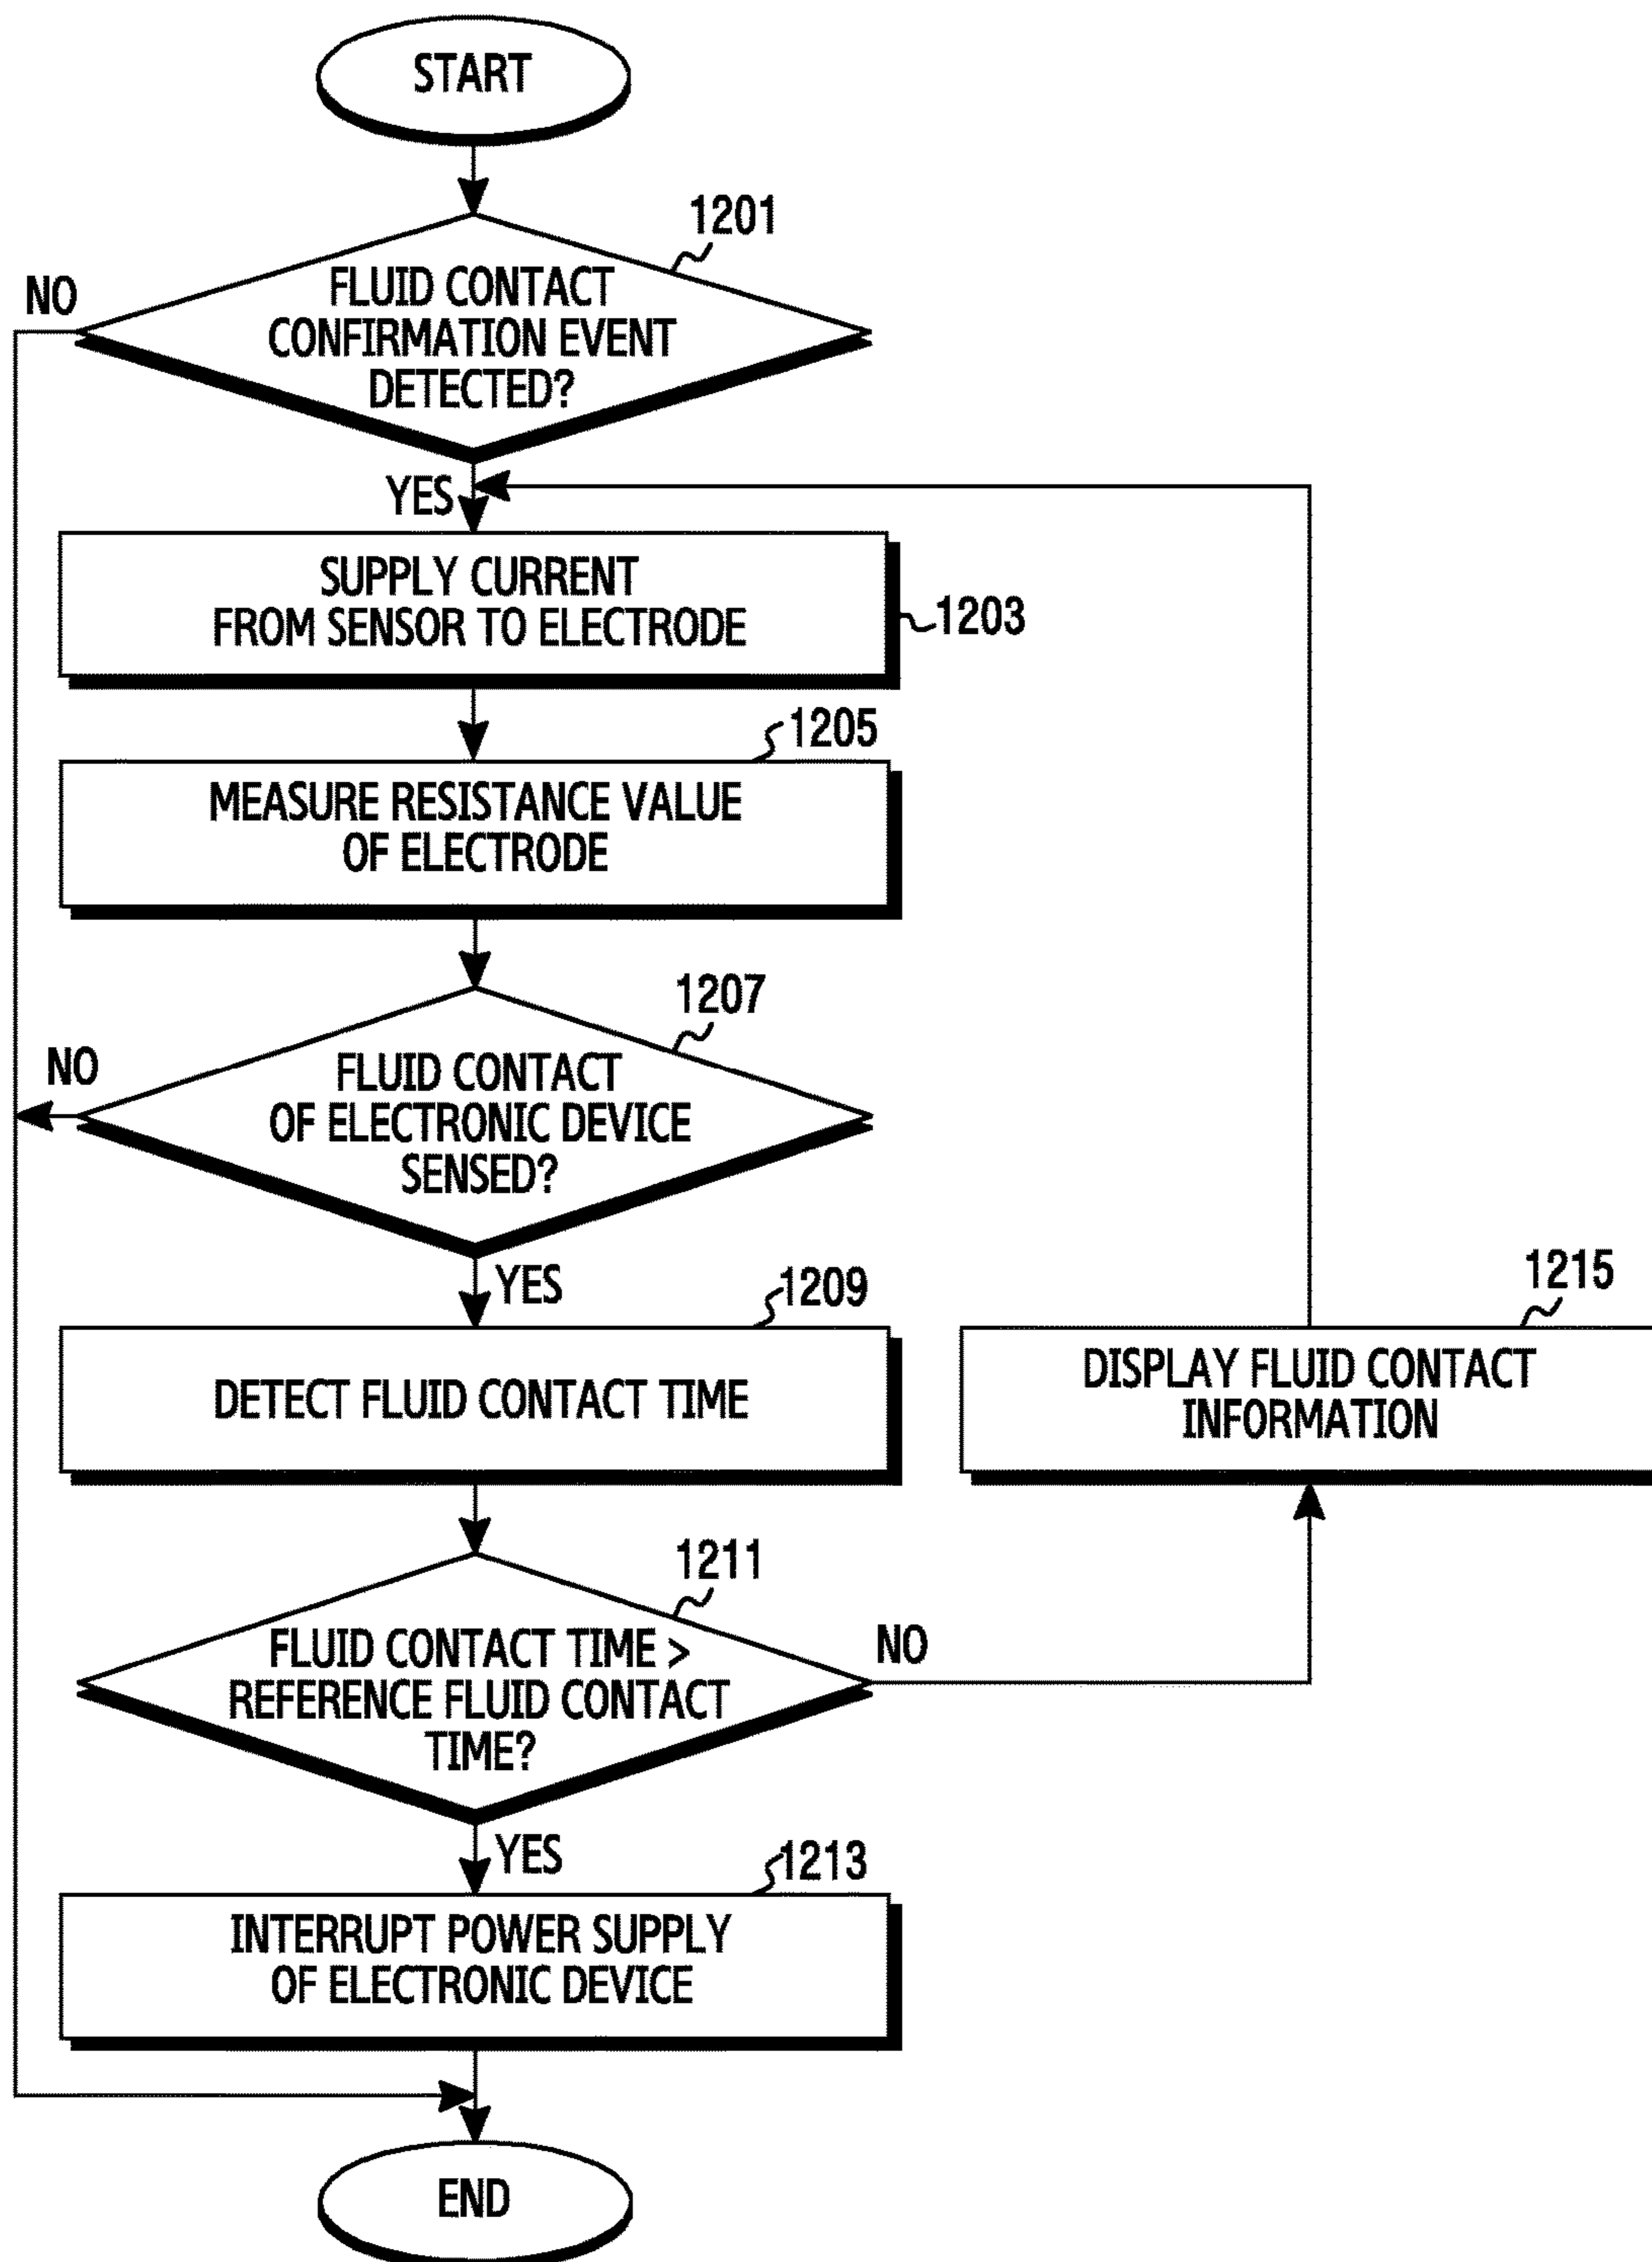 START
1201
NO
FLUID CONTACT
CONFIRMATION EVENT
DETECTED?
YES
SUPPLY CURRENT
FROM SENSOR TO ELECTRODE
1203
1205
MEASURE RESISTANCE VALUE
OF ELECTRODE
1207
NO
FLUID CONTACT
OF ELECTRONIC DEVICE
SENSED?
YES
1209
DETECT FLUID CONTACT TIME
1215
DISPLAY FLUID CONTACT
INFORMATION
1211
FLUID CONTACT TIME >
REFERENCE FLUID CONTACT
TIME?
NO
YES
1213
INTERRUPT POWER SUPPLY
OF ELECTRONIC DEVICE
END